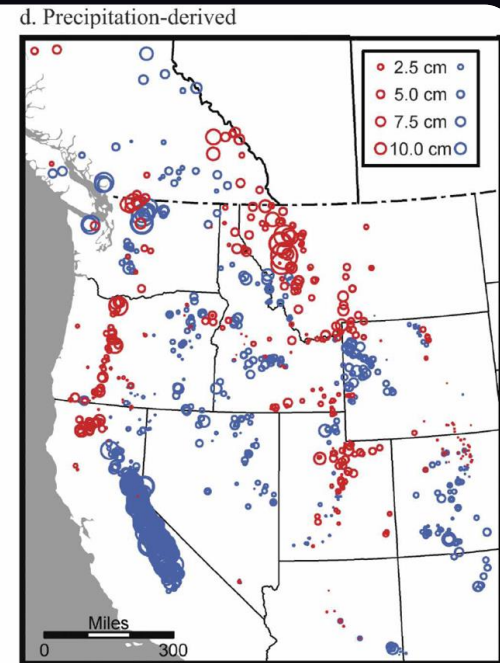 d. Precipitation-derived
2.5 cm
5.0 cm
7.5 cm
10.0 cm
Miles
0 300